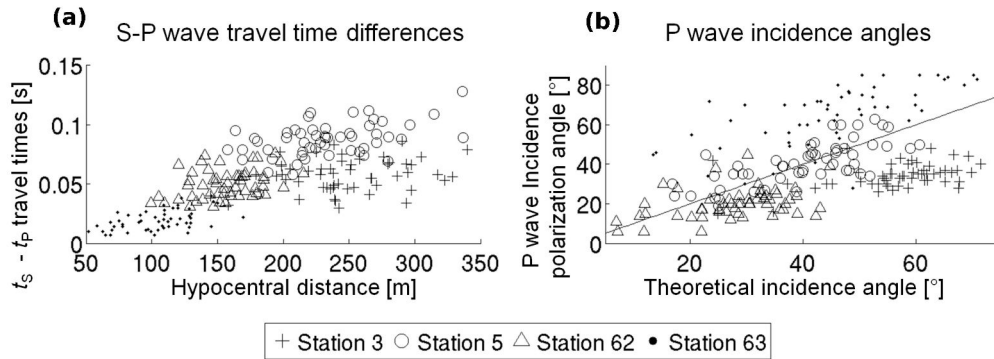 (a)
S-P wave travel time differences
t_S - t_P travel times [s]
0.15
0.1
0.05
0
50
100
150
200
250
300
350
Hypocentral distance [m]
(b)
P wave incidence angles
P wave Incidence
polarization angle [°]
80
60
40
20
0
20
40
60
Theoretical incidence angle [°]
+ Station 3 ○ Station 5 △ Station 62 • Station 63